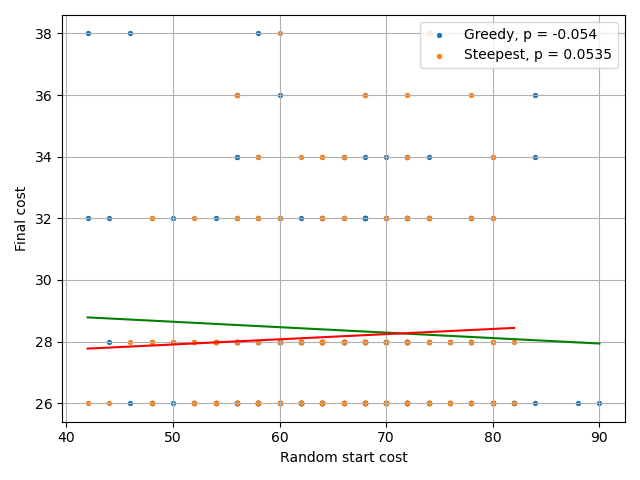 Greedy, p = -0.054
Steepest, p = 0.0535
38
36
34
32
30
28
26
Final cost
40 50 60 70 80 90
Random start cost